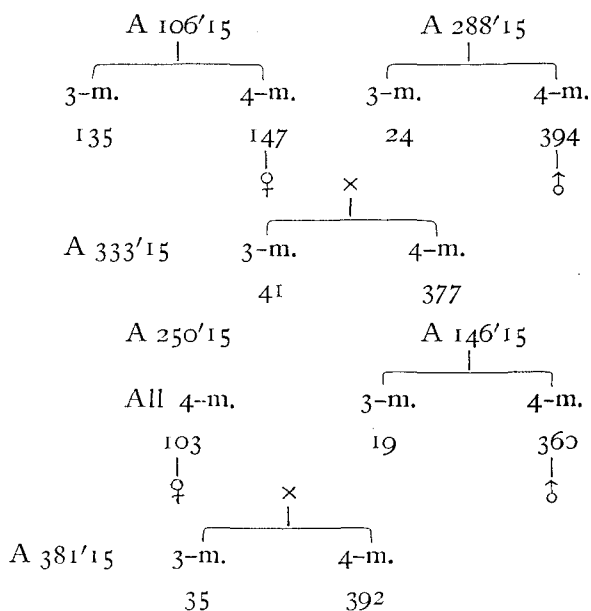 A 106′15 A 288′15
3-m. 4-m. 3-m. 4-m.
135 147 24 394
♀ ♂
×
A 333′15 3-m. 4-m.
41 377
A 250′15 A 146′15
All 4-m. 3-m. 4-m.
103 19 360
♀ ♂
×
A 381′15 3-m. 4-m.
35 392